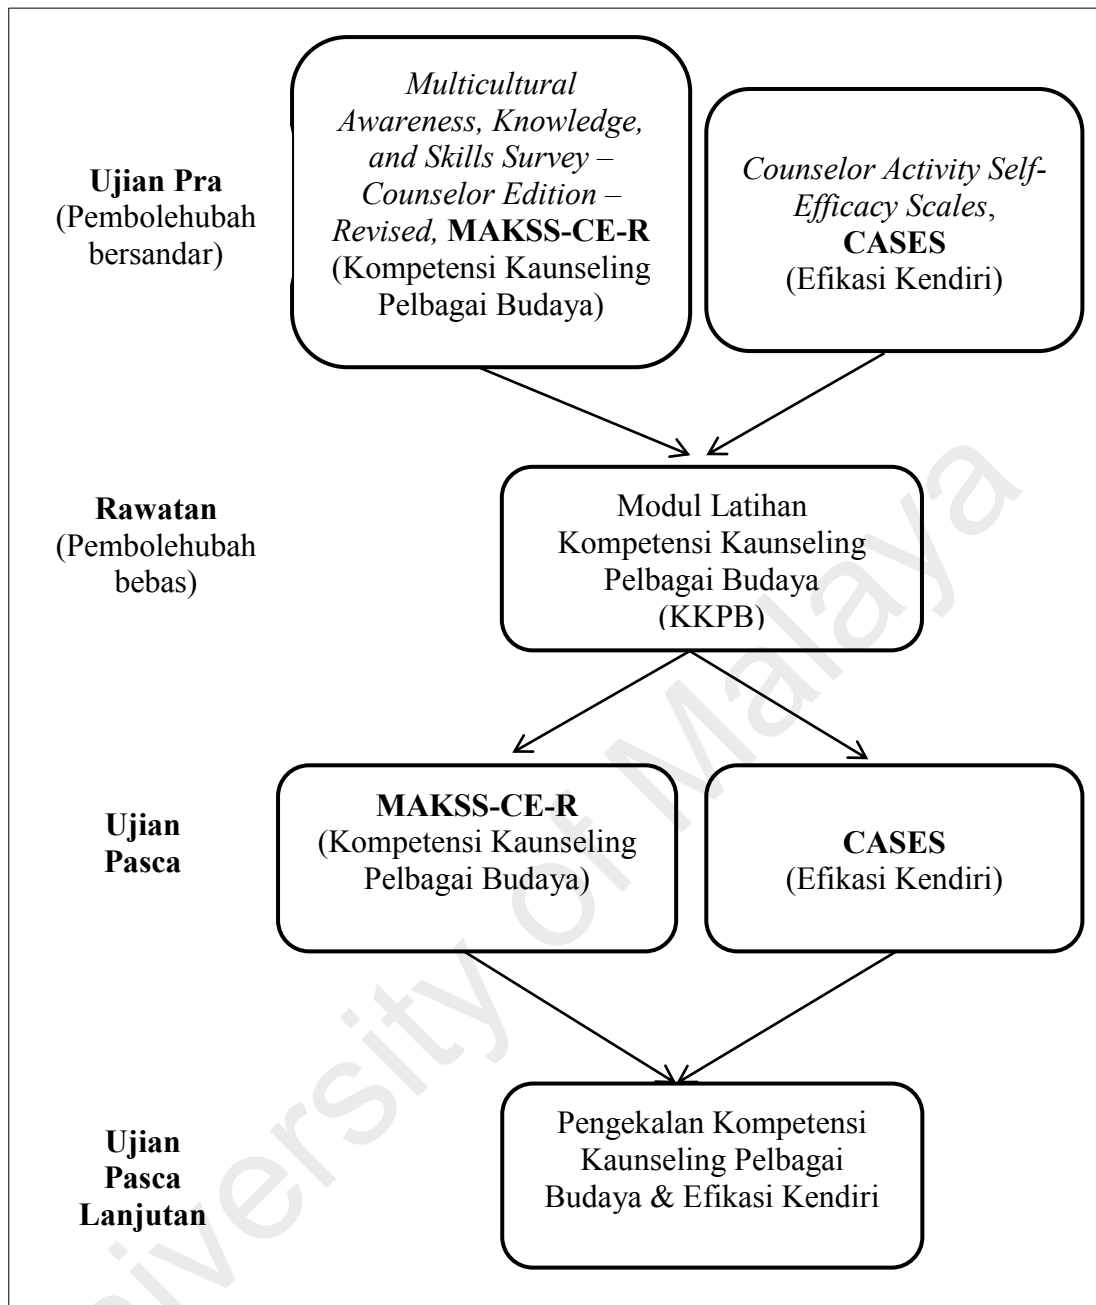 Ujian Pra
(Pembolehubah
bersandar)
Multicultural
Awareness, Knowledge,
and Skills Survey –
Counselor Edition –
Revised, MAKSS-CE-R
(Kompetensi Kaunseling
Pelbagai Budaya)
Counselor Activity Self-
Efficacy Scales,
CASES
(Efikasi Kendiri)
Rawatan
(Pembolehubah
bebas)
Modul Latihan
Kompetensi Kaunseling
Pelbagai Budaya
(KKPB)
Ujian
Pasca
MAKSS-CE-R
(Kompetensi Kaunseling
Pelbagai Budaya)
CASES
(Efikasi Kendiri)
Ujian
Pasca
Lanjutan
Pengekalan Kompetensi
Kaunseling Pelbagai
Budaya & Efikasi Kendiri
University of Malaya